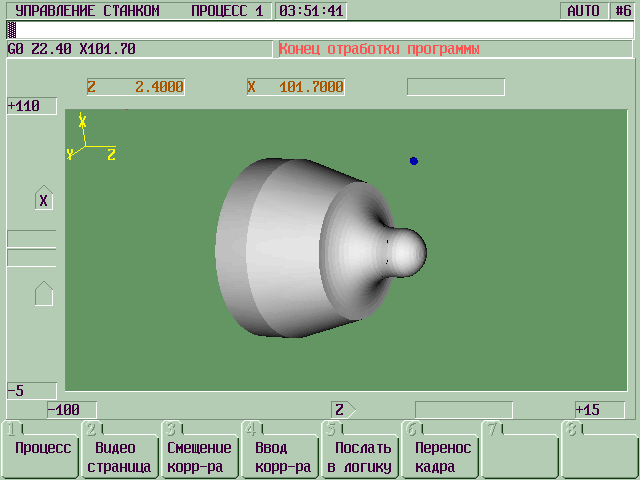 УПРАВЛЕНИЕ СТАНКОМ ПРОЦЕСС 1 03:51:41 AUTO #6
G0 Z2.40 X101.70 Конец отработки программы
Z 2.4000 X 101.7000
+110
X
Y Z
X
-5
-100 Z +15
1 2 3 4 5 6 7 8
Процесс Видео Смещение Ввод Послать Перенос
страница корр-ра корр-ра в логику кадра